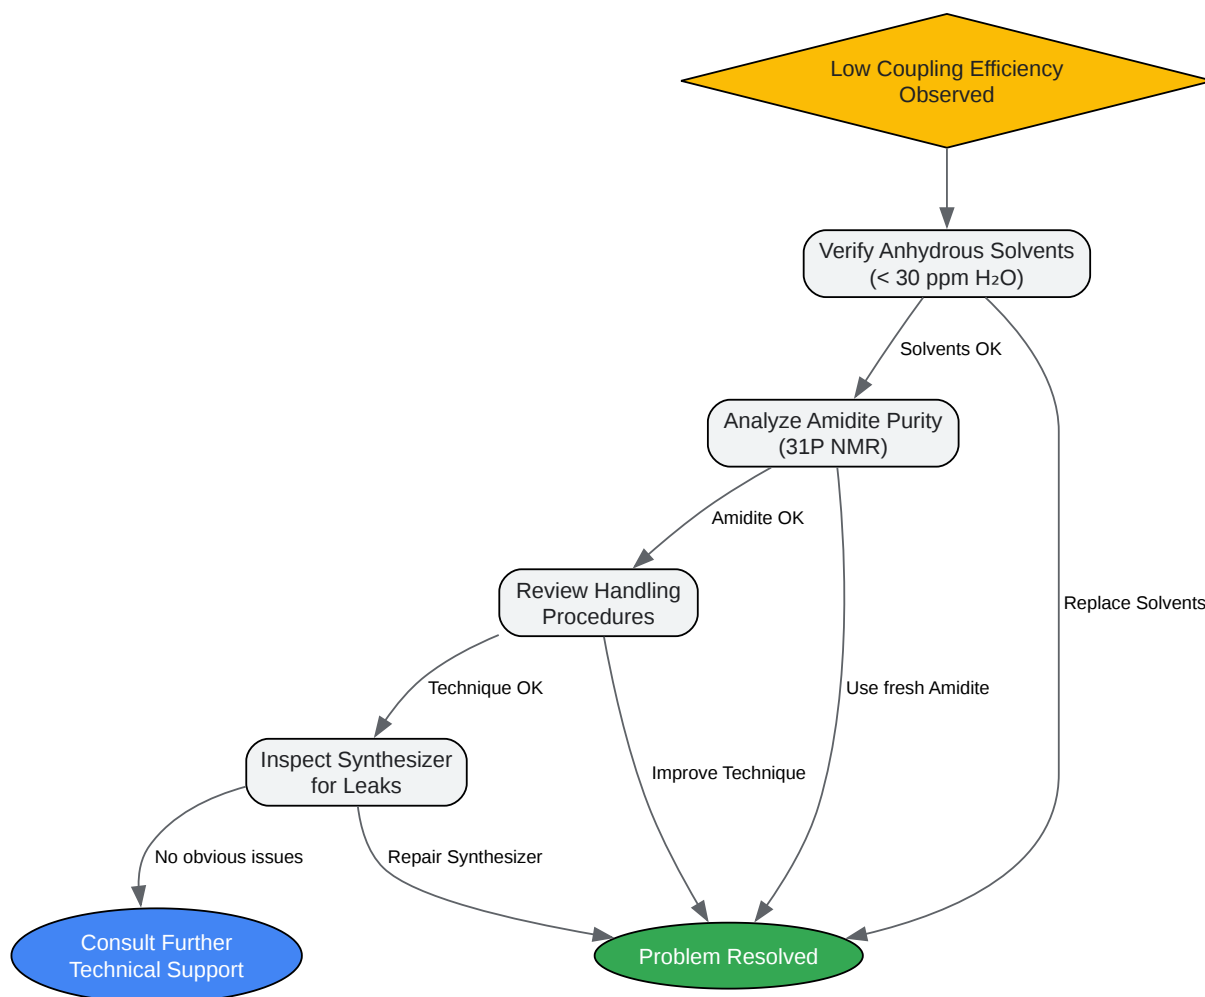 Low Coupling Efficiency
Observed
Verify Anhydrous Solvents
(< 30 ppm H₂O)
Solvents OK
Analyze Amidite Purity
(31P NMR)
Amidite OK
Review Handling
Procedures
Replace Solvents
Technique OK
Use fresh Amidite
Inspect Synthesizer
for Leaks
Improve Technique
No obvious issues
Repair Synthesizer
Consult Further
Technical Support
Problem Resolved